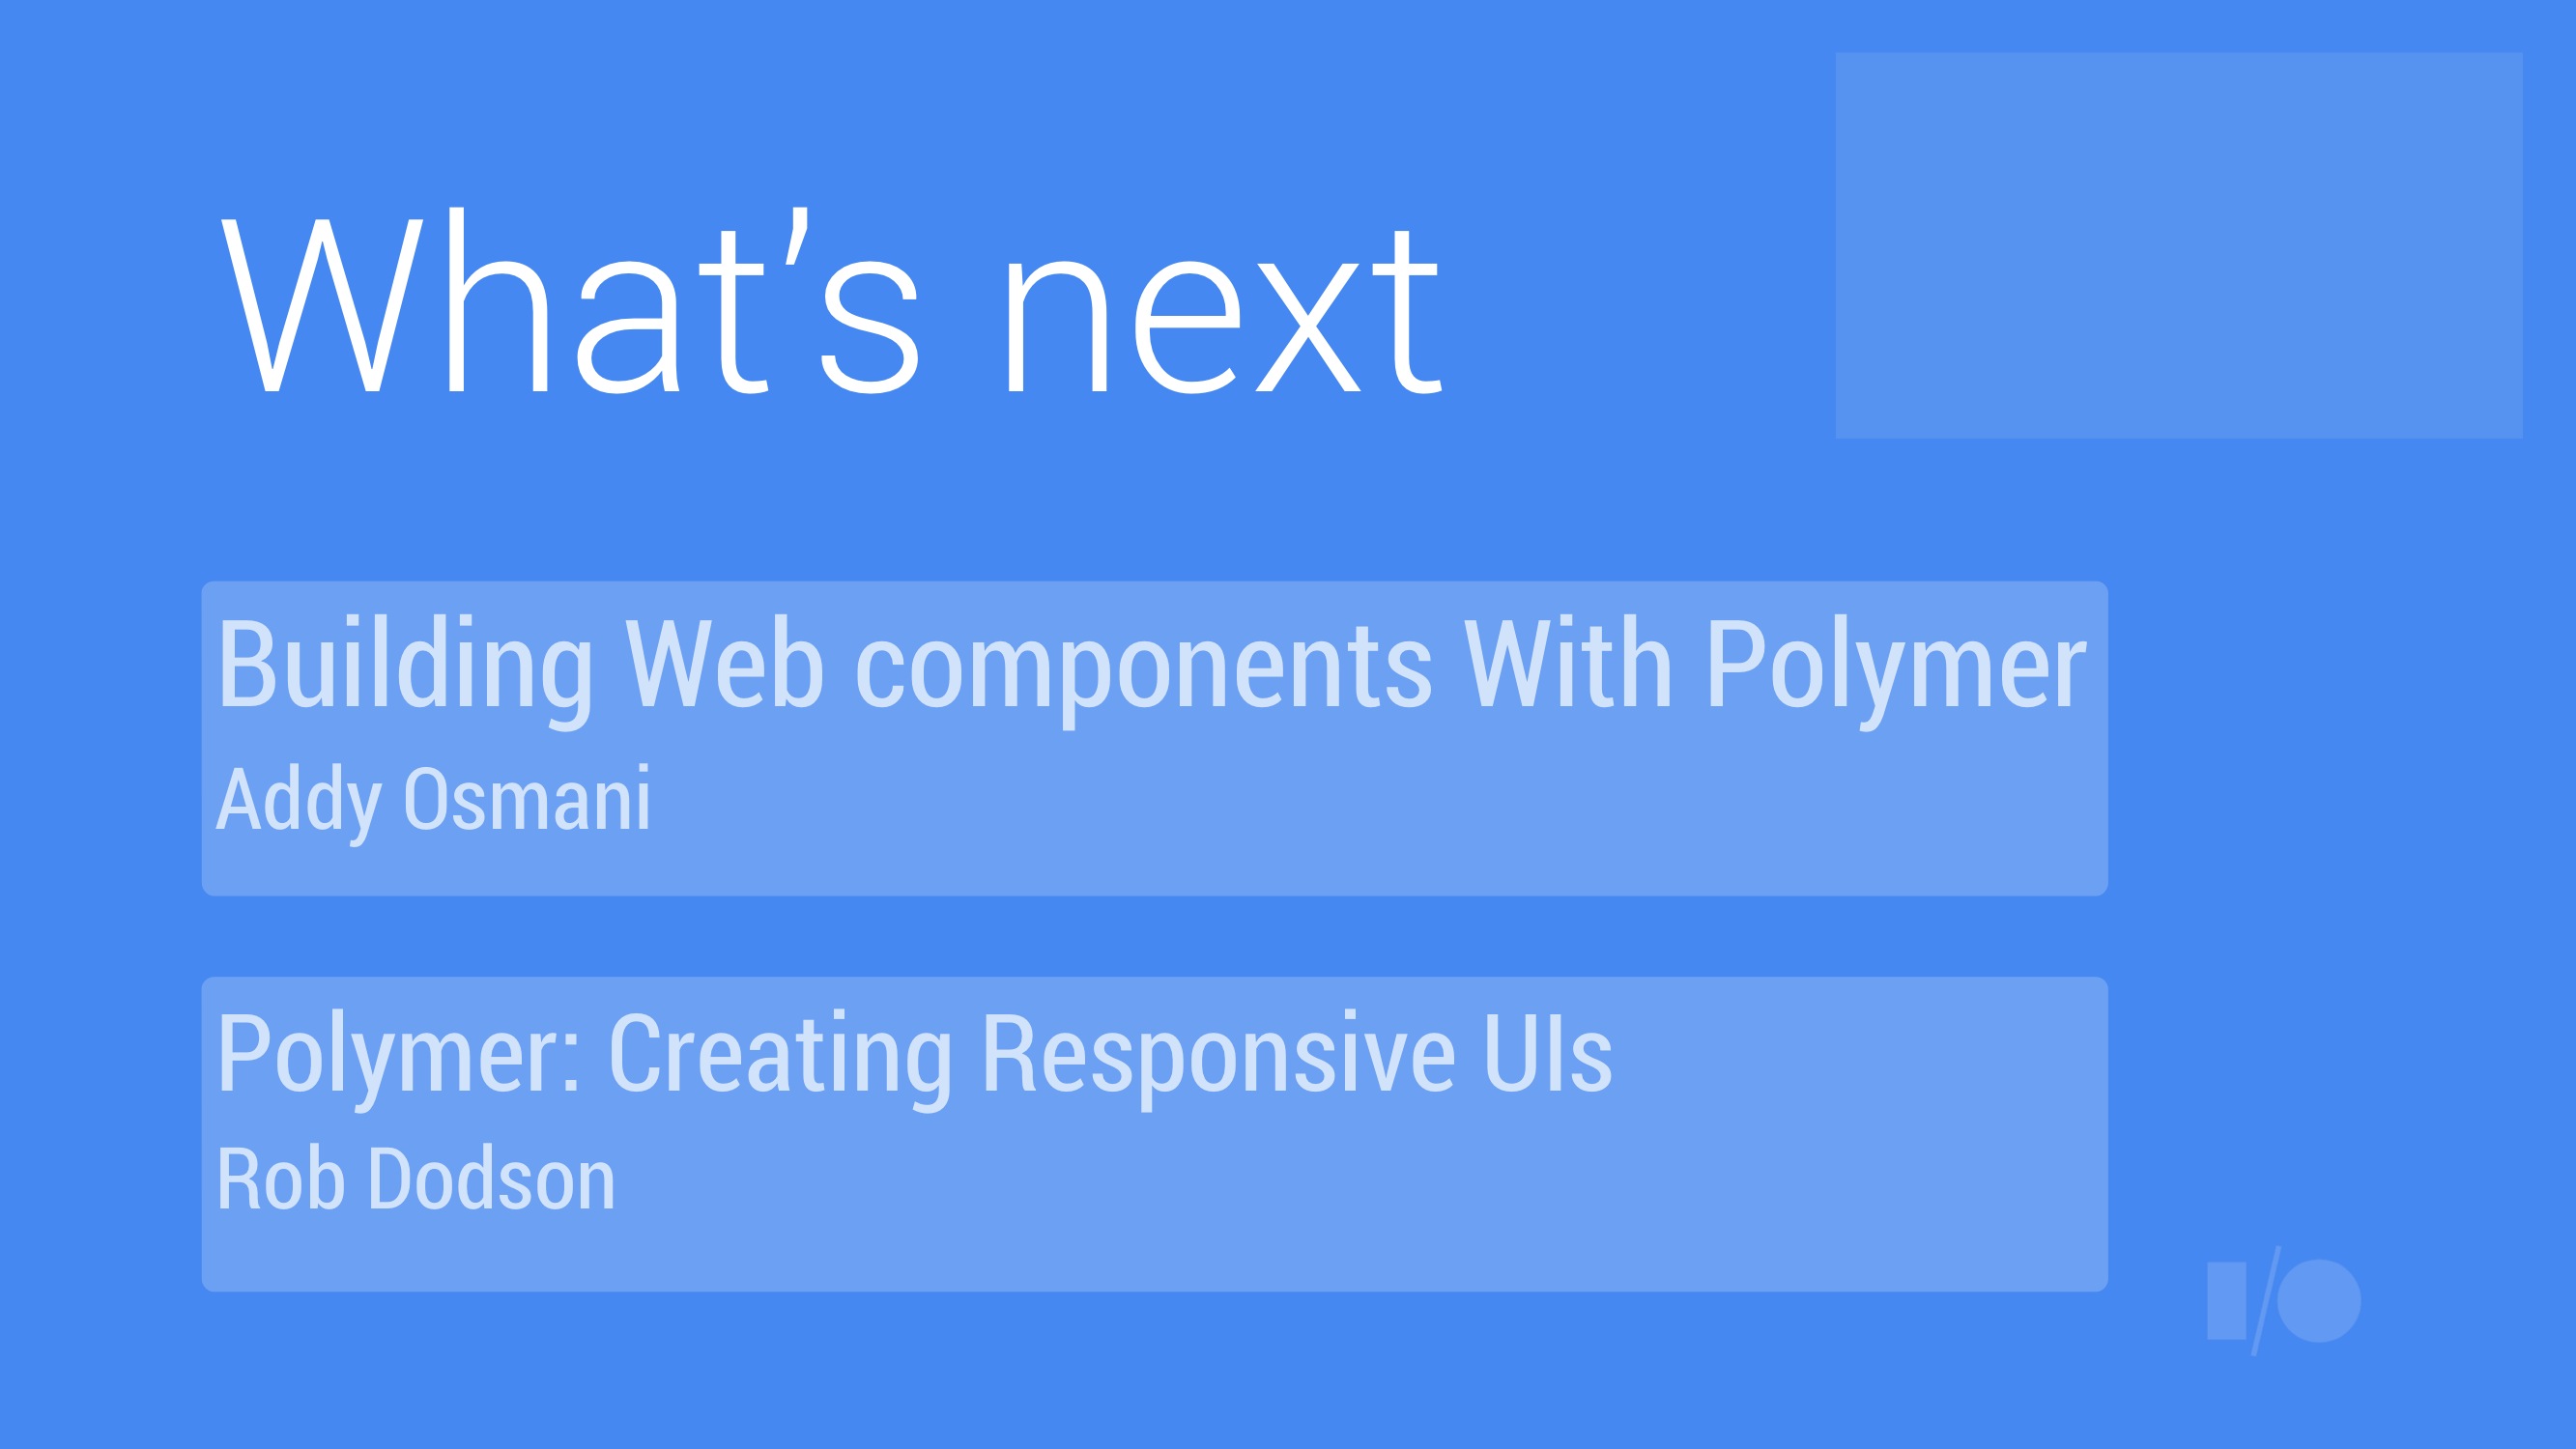 What’s next
Building Web components With Polymer
Addy Osmani
Polymer: Creating Responsive UIs
Rob Dodson
I/O